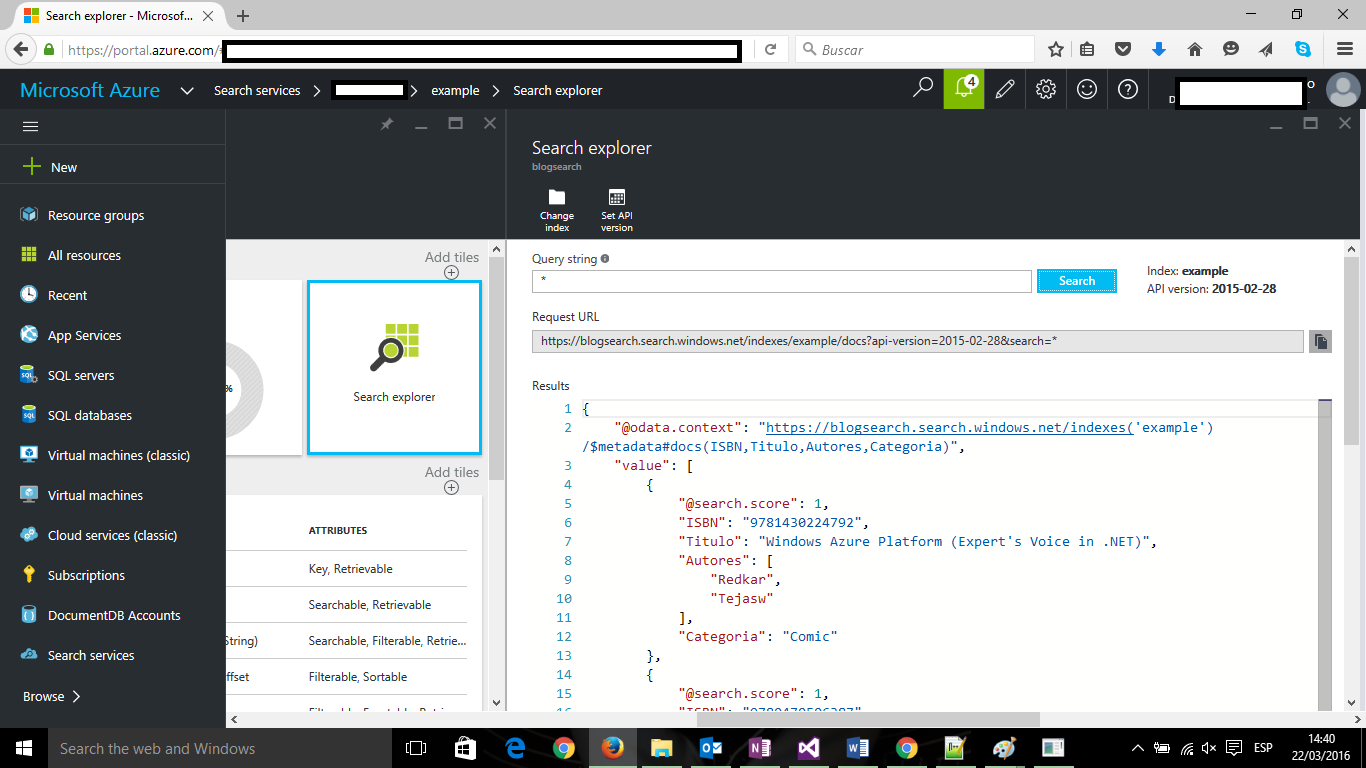 Search explorer - Microsof...
https://portal.azure.com/
Buscar
Microsoft Azure
Search services
example
Search explorer
4
New
Resource groups
All resources
Recent
App Services
SQL servers
SQL databases
Virtual machines (classic)
Virtual machines
Cloud services (classic)
Subscriptions
DocumentDB Accounts
Search services
Browse
Add tiles
%
Search explorer
Add tiles
ATTRIBUTES
Key, Retrievable
Searchable, Retrievable
String)
Searchable, Filterable, Retrie...
ffset
Filterable, Sortable
Search explorer
blogsearch
Change index
Set API version
Query string
*
Search
Index: example
API version: 2015-02-28
Request URL
https://blogsearch.search.windows.net/indexes/example/docs?api-version=2015-02-28&search=*
Results
1 {
2 "@odata.context": "https://blogsearch.search.windows.net/indexes('example')
/$metadata#docs(ISBN,Titulo,Autores,Categoria)",
3 "value": [
4 {
5 "@search.score": 1,
6 "ISBN": "9781430224792",
7 "Titulo": "Windows Azure Platform (Expert's Voice in .NET)",
8 "Autores": [
9 "Redkar",
10 "Tejasw"
11 ],
12 "Categoria": "Comic"
13 },
14 {
15 "@search.score": 1,
Search the web and Windows
ESP
14:40
22/03/2016